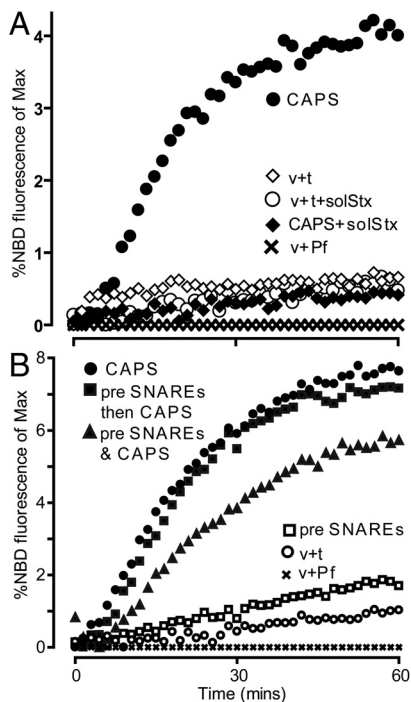 A
%NBD fluorescence of Max
4
3
2
1
0
CAPS
v+t
v+t+solStx
CAPS+solStx
v+Pf
B
%NBD fluorescence of Max
8
6
4
2
0
CAPS
pre SNAREs
then CAPS
pre SNAREs
& CAPS
pre SNAREs
v+t
v+Pf
0
30
60
Time (mins)